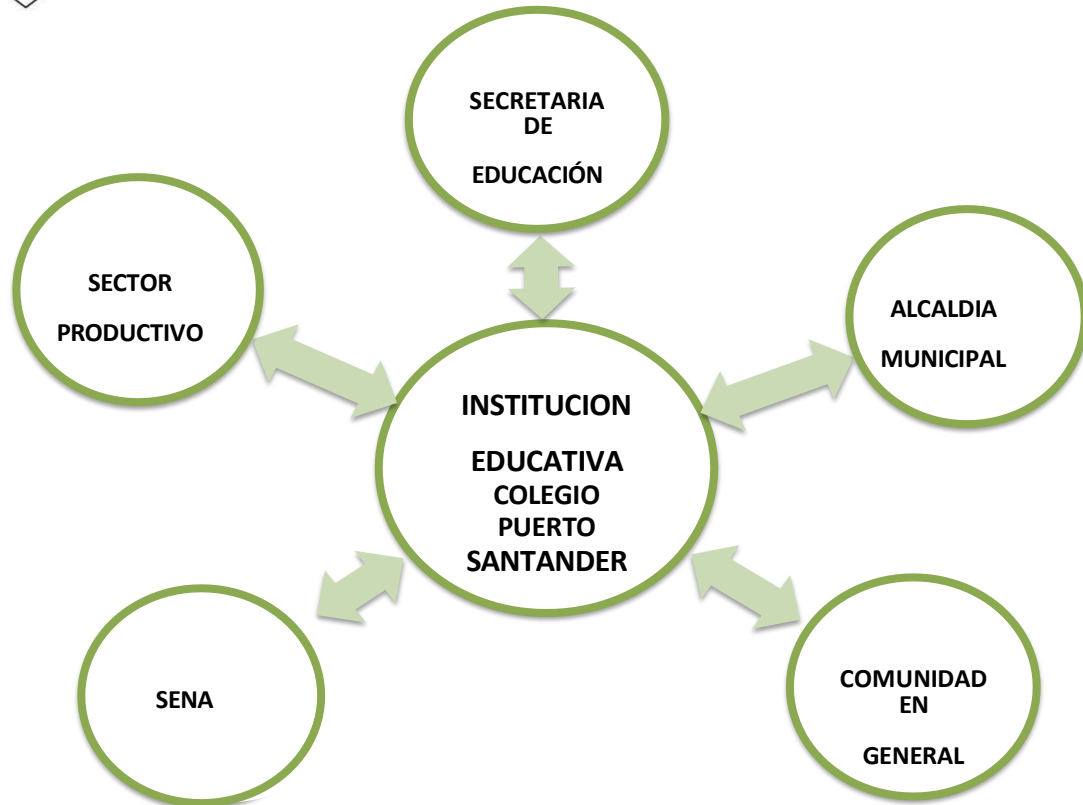 SECRETARIA
DE
EDUCACIÓN
SECTOR
PRODUCTIVO
ALCALDIA
MUNICIPAL
INSTITUCION
EDUCATIVA
COLEGIO
PUERTO
SANTANDER
SENA
COMUNIDAD
EN
GENERAL